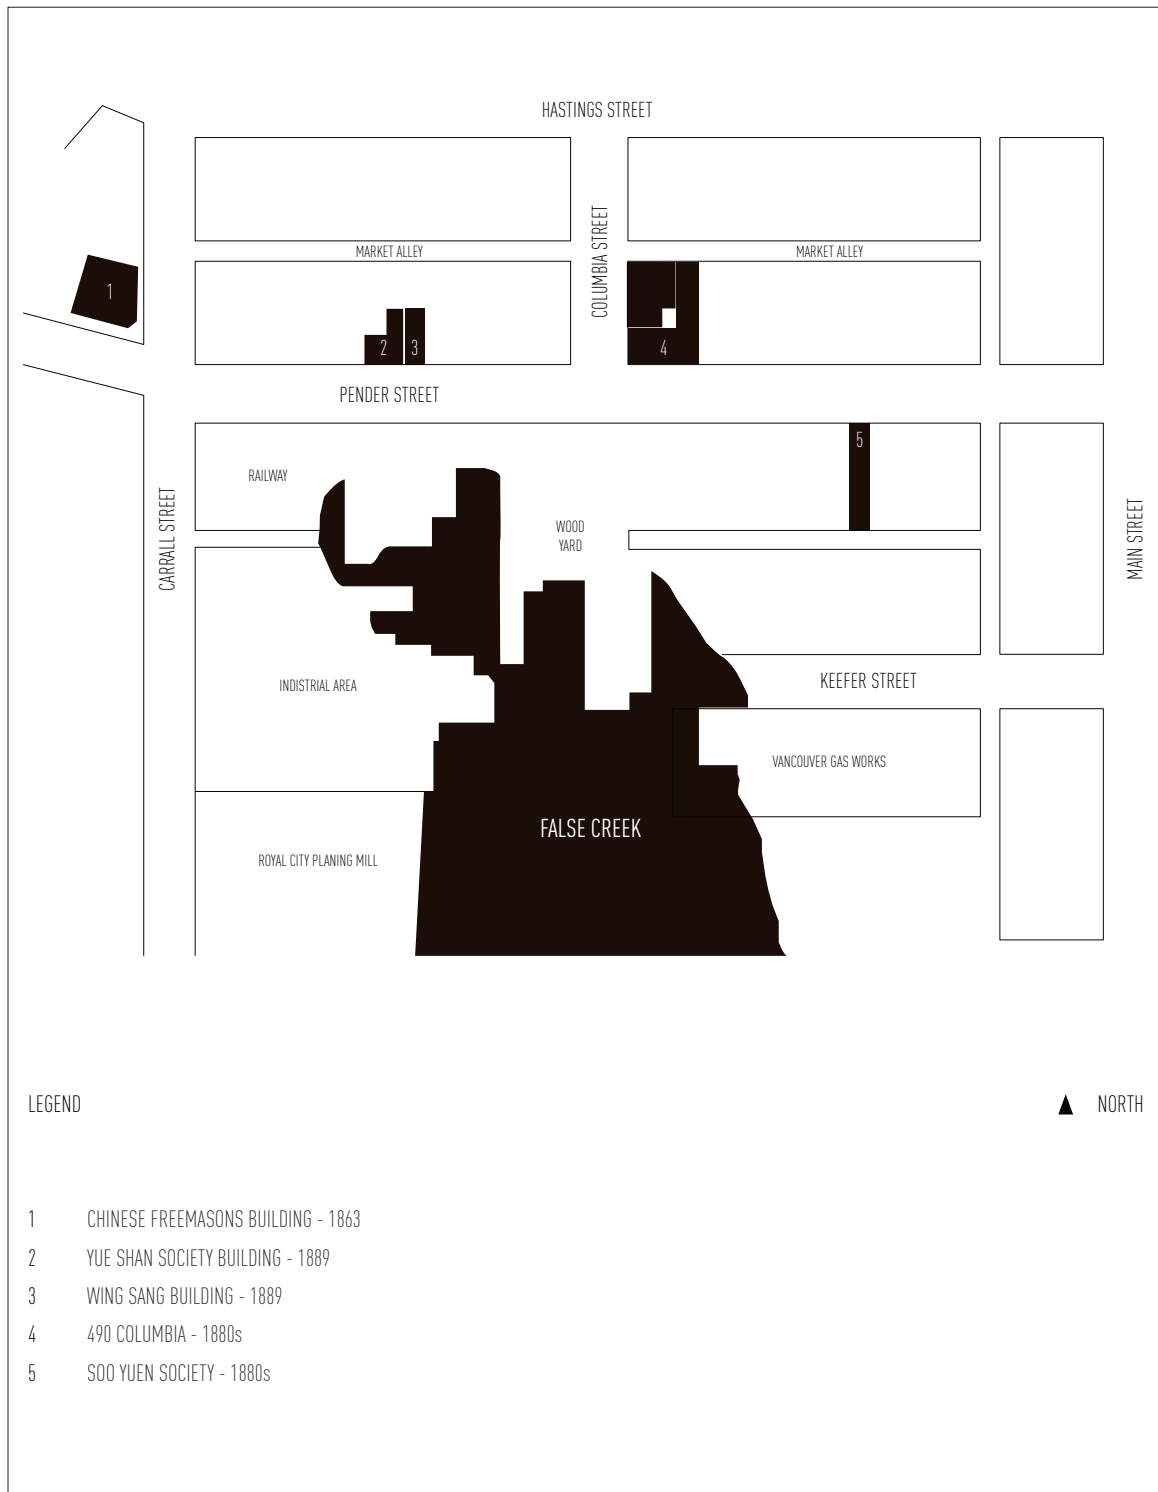 HASTINGS STREET
COLUMBIA STREET
MARKET ALLEY
MARKET ALLEY
1
2
3
4
PENDER STREET
5
RAILWAY
CARRALL STREET
WOOD
YARD
MAIN STREET
INDISTRIAL AREA
KEEFER STREET
VANCOUVER GAS WORKS
FALSE CREEK
ROYAL CITY PLANING MILL
LEGEND
NORTH
1 CHINESE FREEMASONS BUILDING - 1863
2 YUE SHAN SOCIETY BUILDING - 1889
3 WING SANG BUILDING - 1889
4 490 COLUMBIA - 1880s
5 SOO YUEN SOCIETY - 1880s